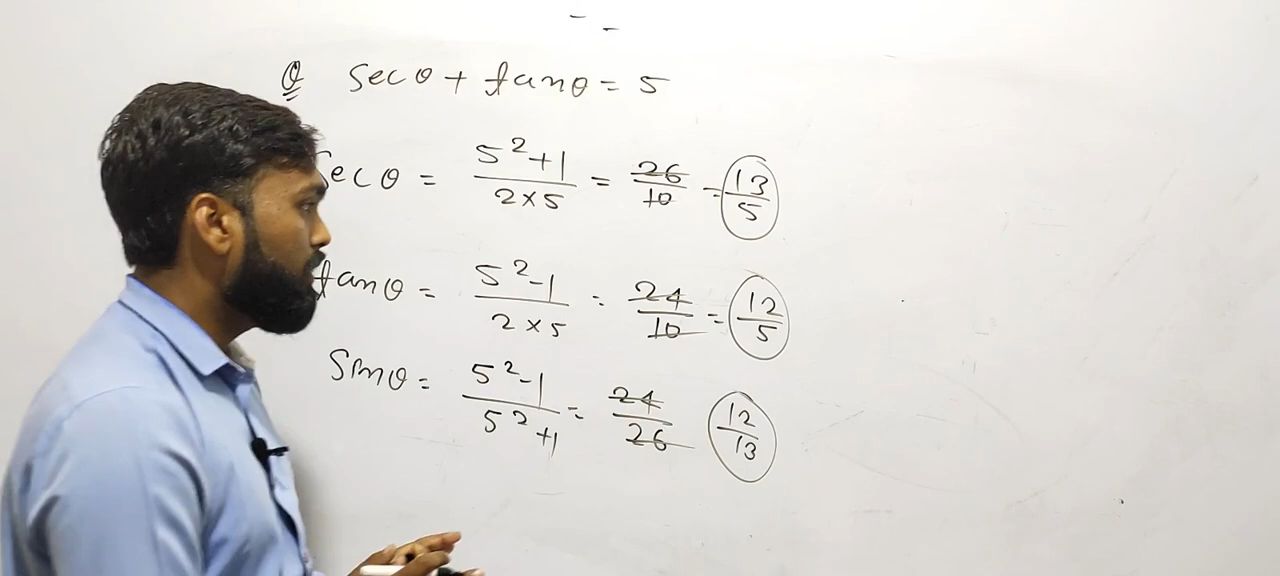 Q secθ + tanθ = 5
Secθ = 5²+1 / 2×5 = 26/10 = 13/5
tanθ = 5²-1 / 2×5 = 24/10 = 12/5
Sinθ = 5²-1 / 5²+1 = 24/26 12/13